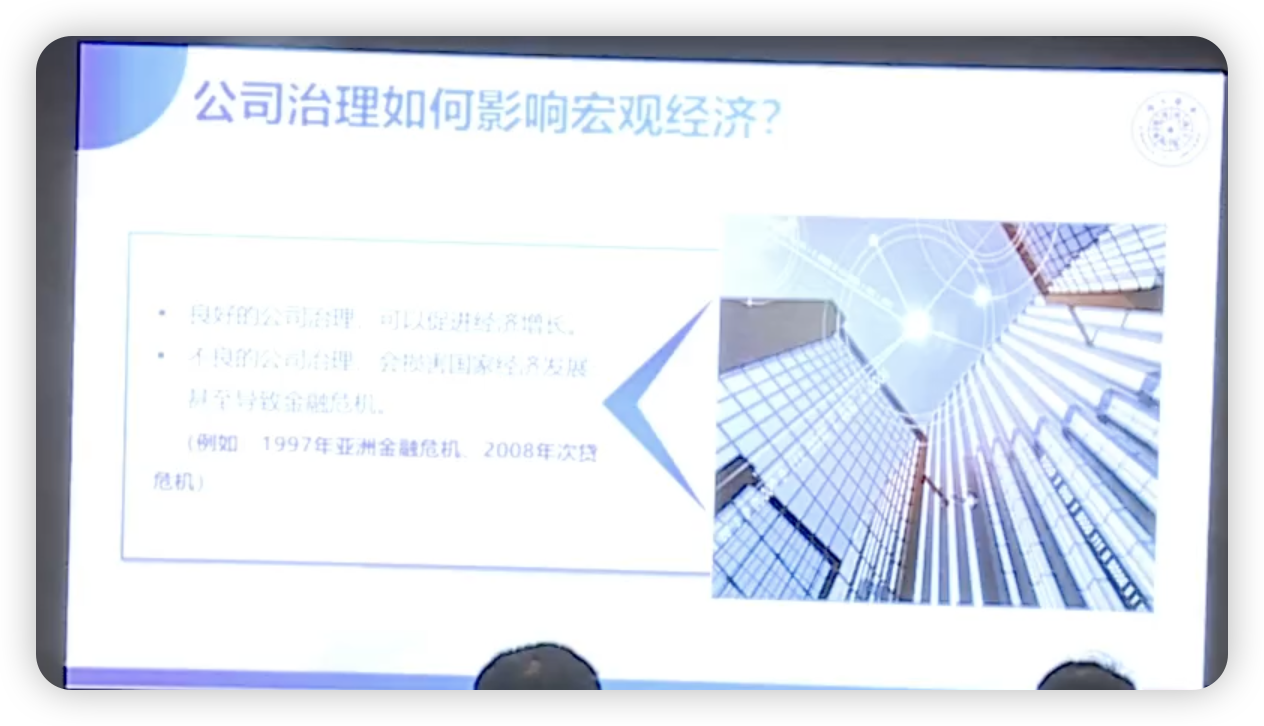 公司治理如何影响宏观经济?
• 良好的公司治理，可以促进经济增长。
• 不良的公司治理，会损害国家经济发展，
甚至导致金融危机。
（例如，1997年亚洲金融危机、2008年次贷
危机）